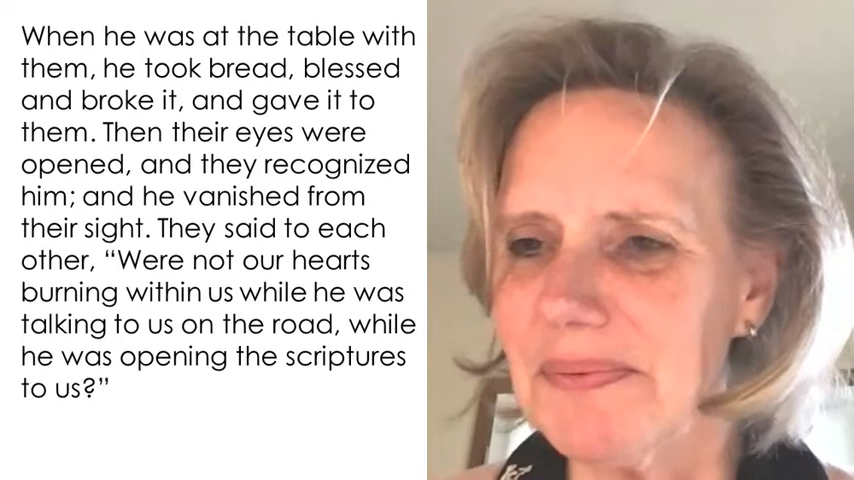 When he was at the table with
them, he took bread, blessed
and broke it, and gave it to
them. Then their eyes were
opened, and they recognized
him; and he vanished from
their sight. They said to each
other, “Were not our hearts
burning within us while he was
talking to us on the road, while
he was opening the scriptures
to us?”